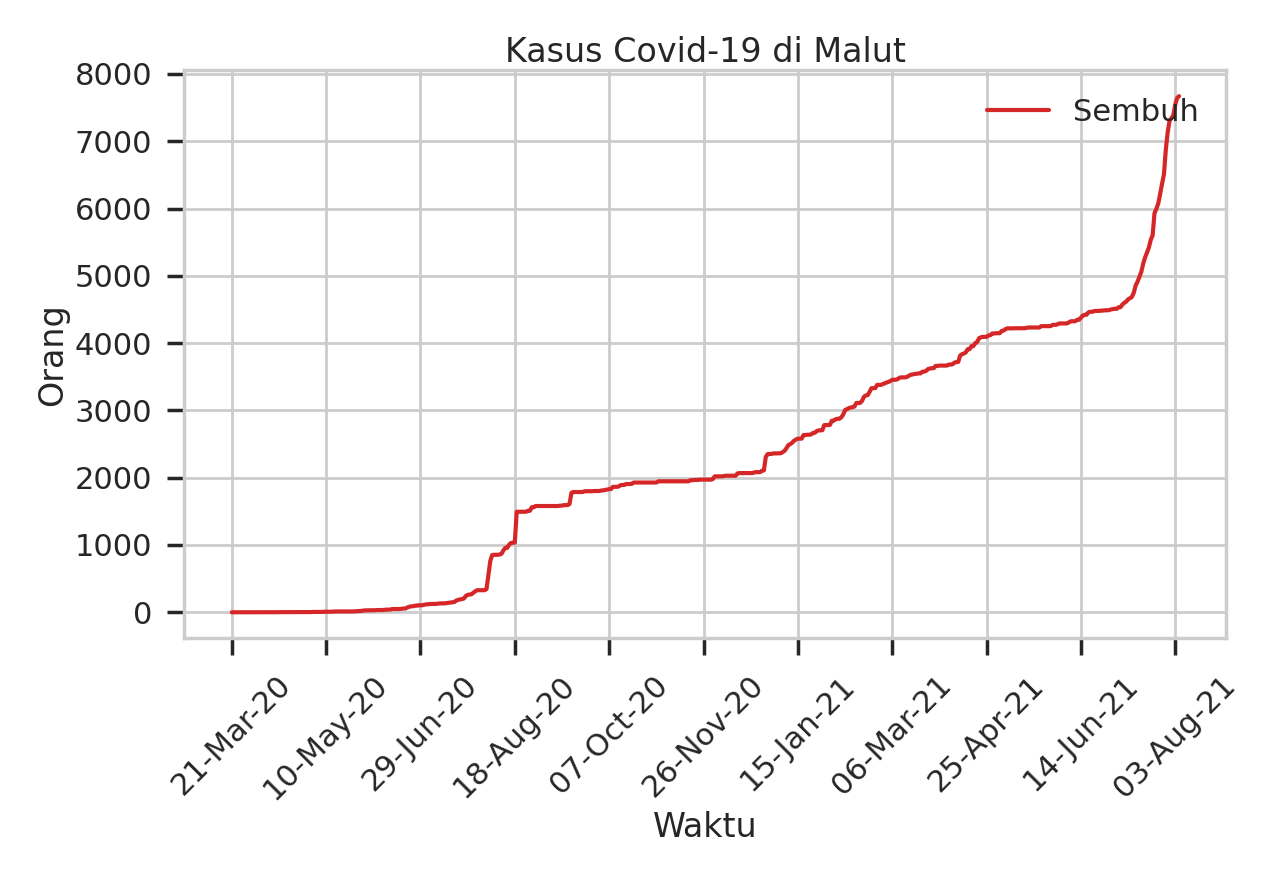 Kasus Covid-19 di Malut
Sembuh
Orang
8000
7000
6000
5000
4000
3000
2000
1000
0
21-Mar-20
10-May-20
29-Jun-20
18-Aug-20
07-Oct-20
26-Nov-20
15-Jan-21
06-Mar-21
25-Apr-21
14-Jun-21
03-Aug-21
Waktu